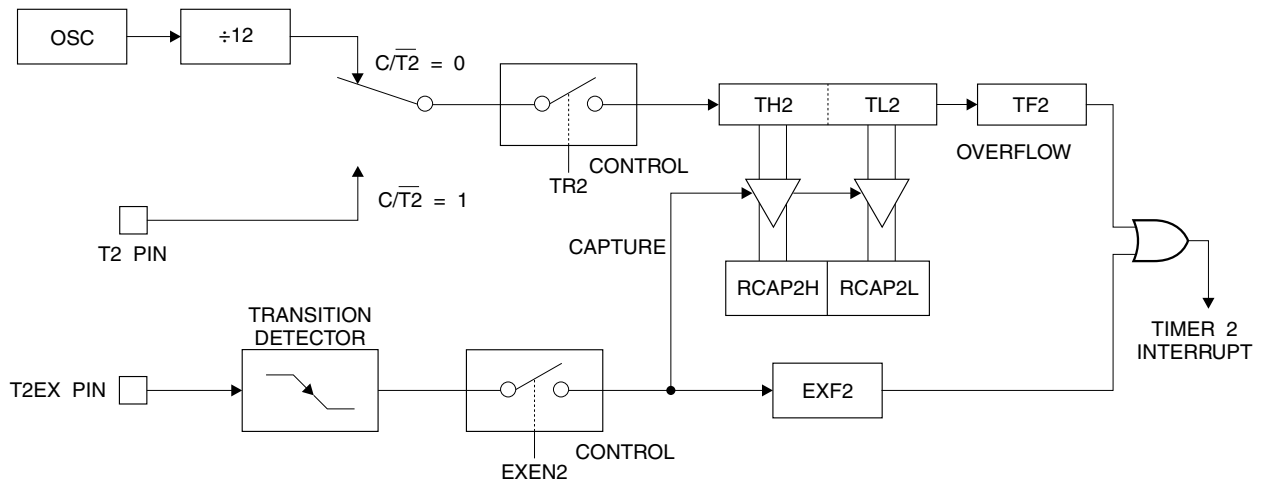 OSC
÷12
C/T2̅ = 0
TR2
CONTROL
TH2
TL2
TF2
OVERFLOW
C/T2̅ = 1
T2 PIN
CAPTURE
RCAP2H
RCAP2L
TRANSITION
DETECTOR
T2EX PIN
EXEN2
CONTROL
EXF2
TIMER 2
INTERRUPT